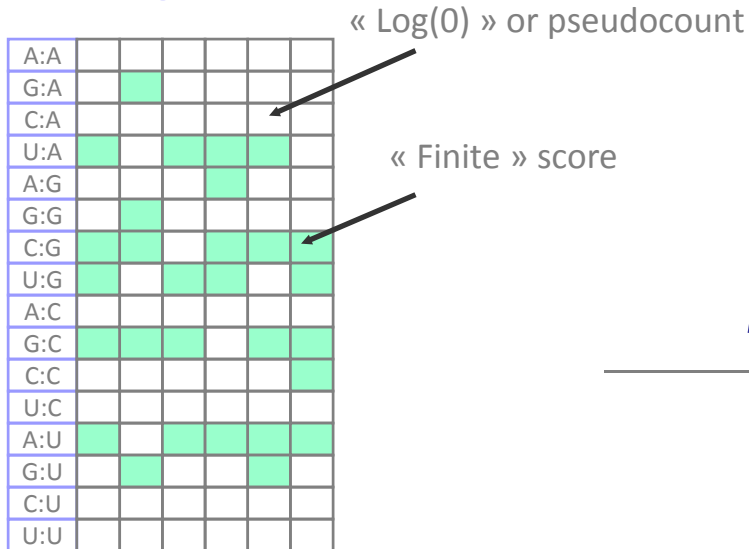 « Log(0) » or pseudocount
A:A
G:A
C:A
U:A
« Finite » score
A:G
G:G
C:G
U:G
A:C
G:C
C:C
U:C
A:U
G:U
C:U
U:U